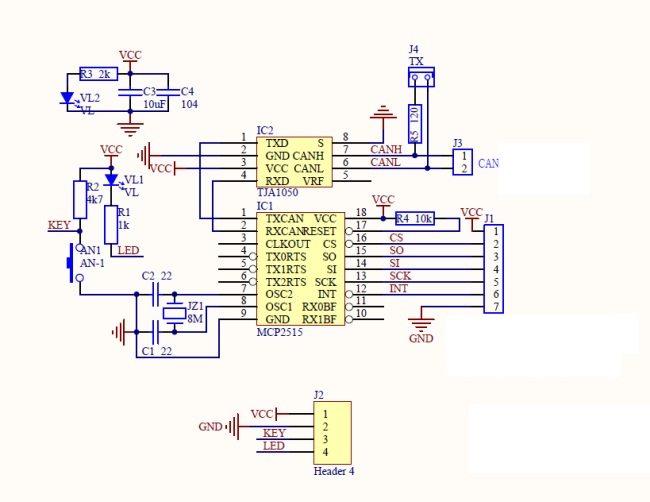 J4
TX
VCC
R3 2k
VL2
VL
C3
10uF
C4
104
R5 120
IC2
1 TXD S 8
2 GND CANH 7 CANH
3 VCC CANL 6 CANL
4 RXD VRF 5
TJA1050
VCC
J3
1
2
CAN
VCC
VL1
VL
R2
4k7
R1
1k
KEY
LED
AN1
AN-1
IC1
1 TXCAN VCC 18
2 RXCAN RESET 17
3 CLKOUT CS 16 CS
4 TX0RTS SO 15 SO
5 TX1RTS SI 14 SI
6 TX2RTS SCK 13 SCK
7 OSC2 INT 12 INT
8 OSC1 RX0BF 11
9 GND RX1BF 10
MCP2515
VCC
R4 10k
VCC
J1
1
2
3
4
5
6
7
GND
C2 22
JZ1
8M
C1 22
J2
VCC 1
GND 2
KEY 3
LED 4
Header 4